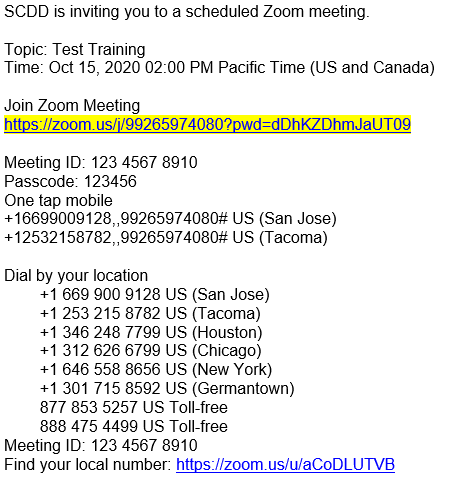 SCDD is inviting you to a scheduled Zoom meeting.
Topic: Test Training
Time: Oct 15, 2020 02:00 PM Pacific Time (US and Canada)
Join Zoom Meeting
https://zoom.us/j/99265974080?pwd=dDhKZDhmJaUT09
Meeting ID: 123 4567 8910
Passcode: 123456
One tap mobile
+16699009128,,99265974080# US (San Jose)
+12532158782,,99265974080# US (Tacoma)
Dial by your location
+1 669 900 9128 US (San Jose)
+1 253 215 8782 US (Tacoma)
+1 346 248 7799 US (Houston)
+1 312 626 6799 US (Chicago)
+1 646 558 8656 US (New York)
+1 301 715 8592 US (Germantown)
877 853 5257 US Toll-free
888 475 4499 US Toll-free
Meeting ID: 123 4567 8910
Find your local number: https://zoom.us/u/aCoDLUTVB